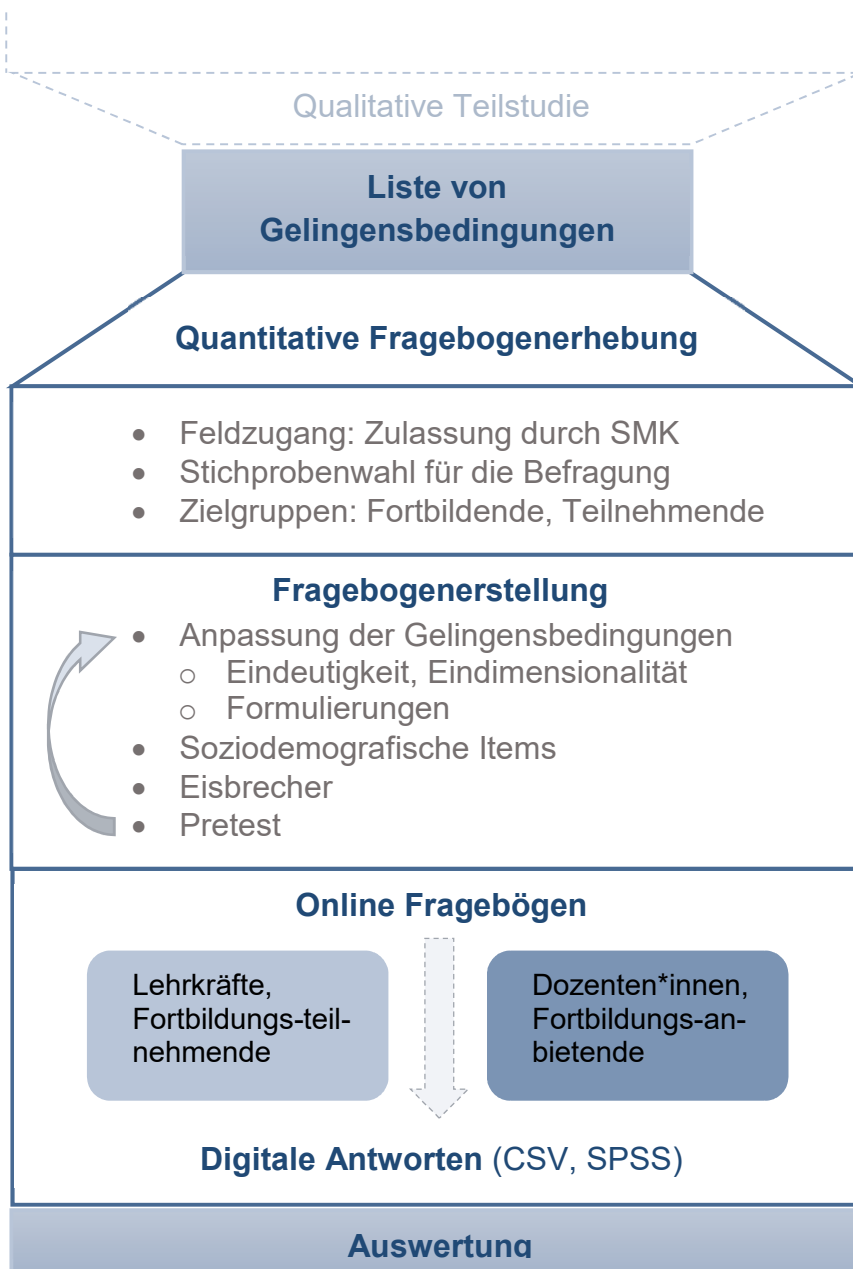 Qualitative Teilstudie
Liste von
Gelingensbedingungen
Quantitative Fragebogenerhebung
• Feldzugang: Zulassung durch SMK
• Stichprobenwahl für die Befragung
• Zielgruppen: Fortbildende, Teilnehmende
Fragebogenerstellung
• Anpassung der Gelingensbedingungen
o Eindeutigkeit, Eindimensionalität
o Formulierungen
• Soziodemografische Items
• Eisbrecher
• Pretest
Online Fragebögen
Lehrkräfte,
Fortbildungs-teil-
nehmende
Dozenten*innen,
Fortbildungs-an-
bietende
Digitale Antworten (CSV, SPSS)
Auswertung